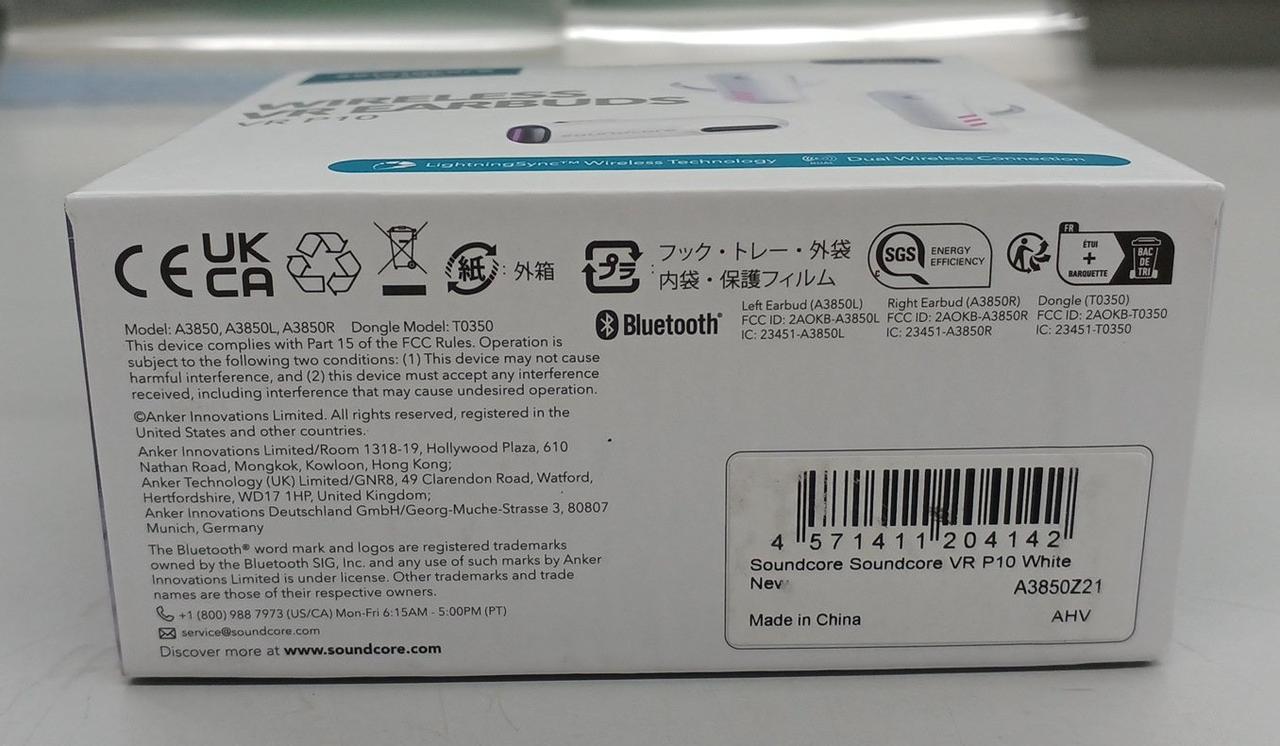 WIRELESS
VR EARBUDS
VR P10
soundcore
LightningSync™ Wireless Technology
DUAL
Dual Wireless Connection
CE
UK
CA
紙 : 外箱
プラ : フック・トレー・外袋
内袋・保護フィルム
SGS ENERGY
EFFICIENCY
C
FR
ÉTUI
+
BARQUETTE
BAC
DE
TRI
Bluetooth®
Left Earbud (A3850L)
FCC ID: 2AOKB-A3850L
IC: 23451-A3850L
Right Earbud (A3850R)
FCC ID: 2AOKB-A3850R
IC: 23451-A3850R
Dongle (T0350)
FCC ID: 2AOKB-T0350
IC: 23451-T0350
Model: A3850, A3850L, A3850R Dongle Model: T0350
This device complies with Part 15 of the FCC Rules. Operation is
subject to the following two conditions: (1) This device may not cause
harmful interference, and (2) this device must accept any interference
received, including interference that may cause undesired operation.
©Anker Innovations Limited. All rights reserved, registered in the
United States and other countries.
Anker Innovations Limited/Room 1318-19, Hollywood Plaza, 610
Nathan Road, Mongkok, Kowloon, Hong Kong;
Anker Technology (UK) Limited/GNR8, 49 Clarendon Road, Watford,
Hertfordshire, WD17 1HP, United Kingdom;
Anker Innovations Deutschland GmbH/Georg-Muche-Strasse 3, 80807
Munich, Germany
The Bluetooth® word mark and logos are registered trademarks
owned by the Bluetooth SIG, Inc. and any use of such marks by Anker
Innovations Limited is under license. Other trademarks and trade
names are those of their respective owners.
+1 (800) 988 7973 (US/CA) Mon-Fri 6:15AM - 5:00PM (PT)
service@soundcore.com
Discover more at www.soundcore.com
4 571411 204142
Soundcore Soundcore VR P10 White
New
A3850Z21
Made in China
AHV